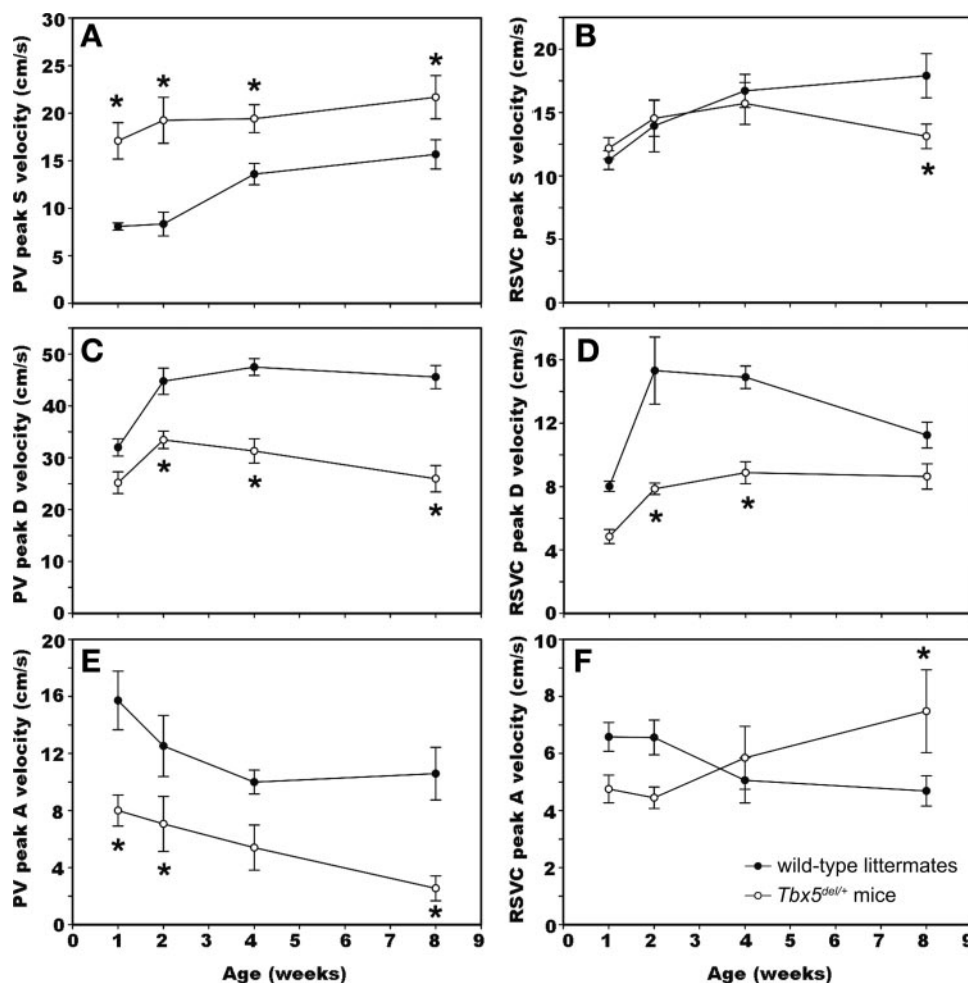 A
PV peak S velocity (cm/s)
30
25
20
15
10
5
0
* * * *
B
RSVC peak S velocity (cm/s)
20
15
10
5
0
*
C
PV peak D velocity (cm/s)
50
40
30
20
10
0
* * *
D
RSVC peak D velocity (cm/s)
16
12
8
4
0
* *
E
PV peak A velocity (cm/s)
20
16
12
8
4
0
* * *
0 1 2 3 4 5 6 7 8 9
Age (weeks)
F
RSVC peak A velocity (cm/s)
10
8
6
4
2
0
*
wild-type littermates
Tbx5del/+ mice
0 1 2 3 4 5 6 7 8 9
Age (weeks)